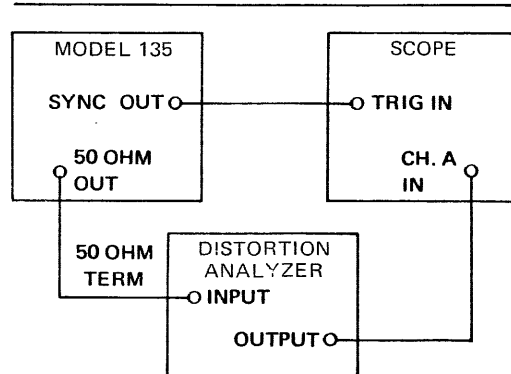 MODEL 135
SYNC OUT
50 OHM
OUT
SCOPE
TRIG IN
CH. A
IN
50 OHM
TERM
DISTORTION
ANALYZER
INPUT
OUTPUT